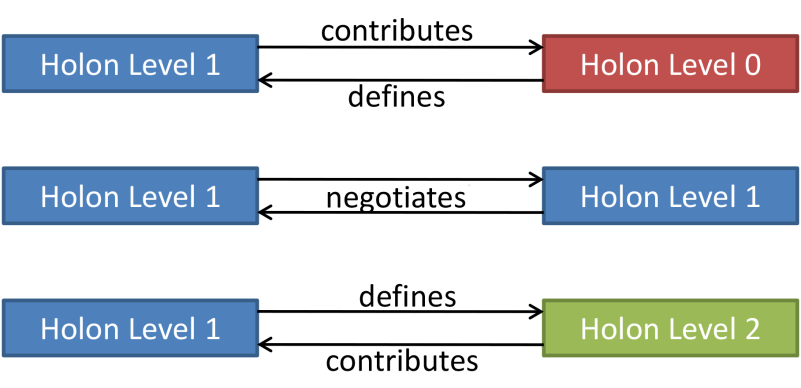 contributes
Holon Level 1
Holon Level 0
defines
Holon Level 1
negotiates
Holon Level 1
defines
Holon Level 1
Holon Level 2
contributes